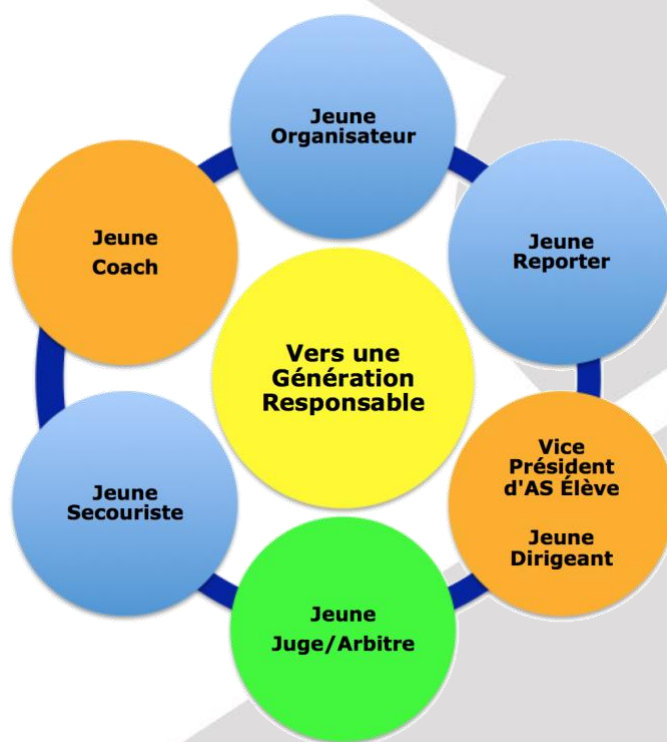 Jeune
Organisateur
Jeune
Coach
Jeune
Reporter
Vers une
Génération
Responsable
Vice
Président
d'AS Élève
Jeune
Dirigeant
Jeune
Secouriste
Jeune
Juge/Arbitre